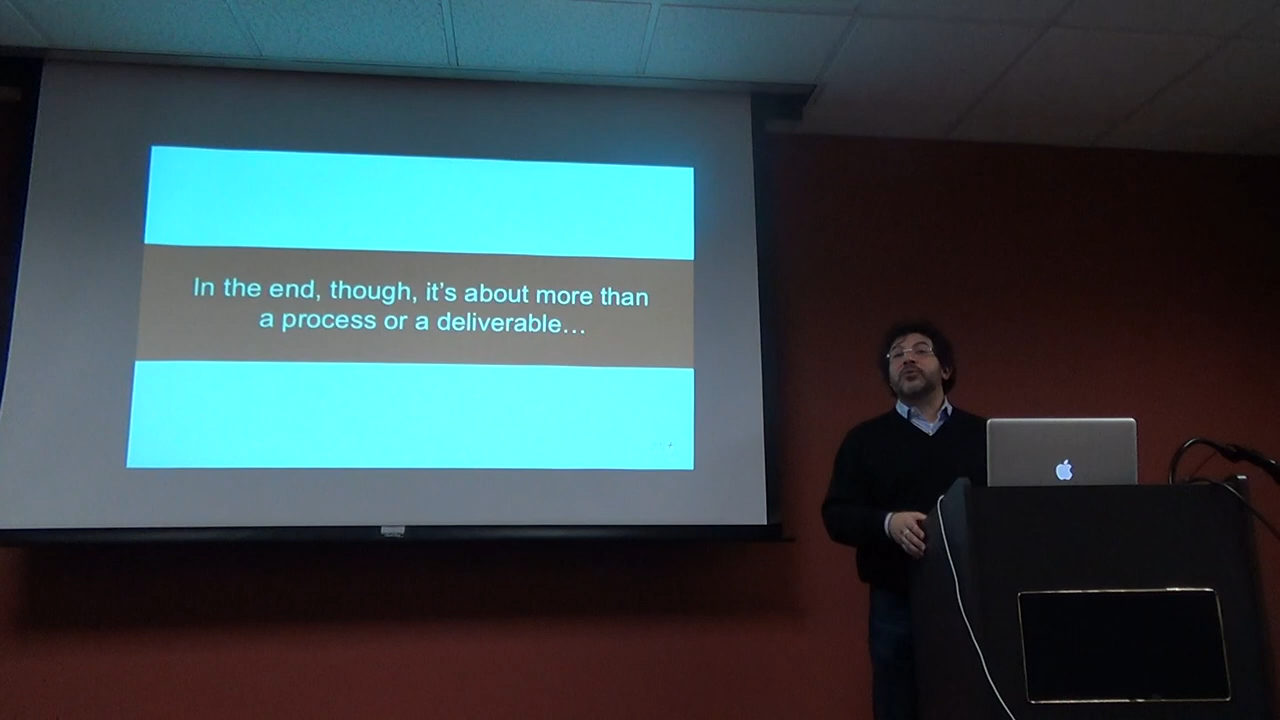 In the end, though, it’s about more than
a process or a deliverable…